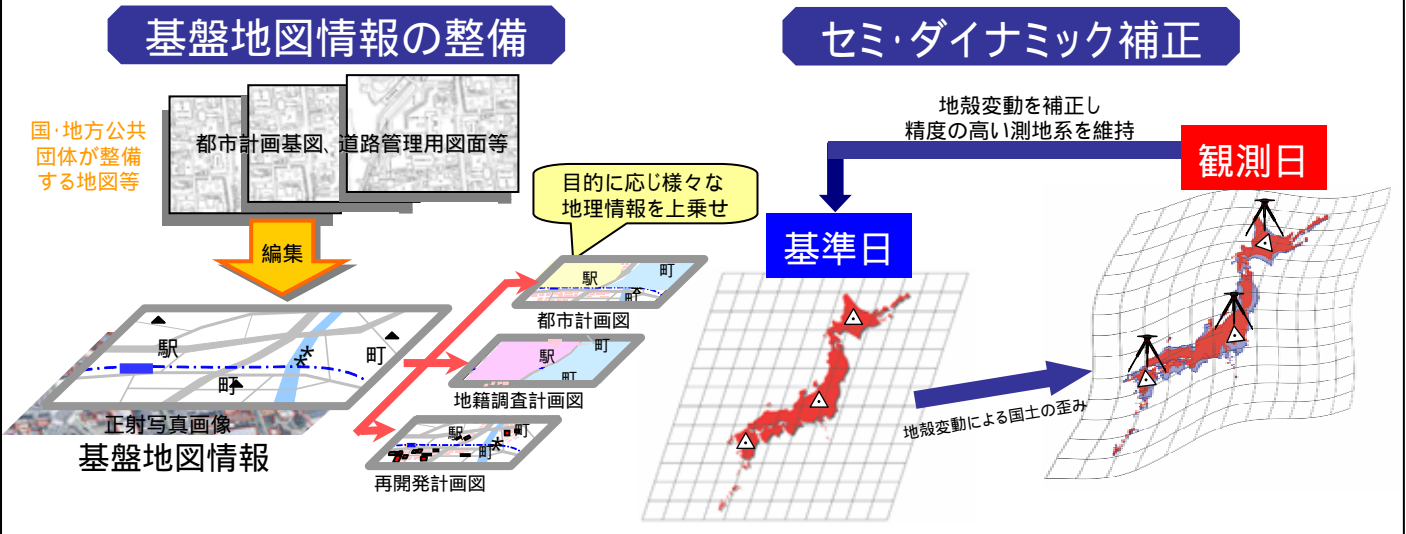 基盤地図情報の整備
国・地方公共
団体が整備
する地図等
都市計画基図、道路管理用図面等
編集
目的に応じ様々な
地理情報を上乗せ
駅
町
町
正射写真画像
基盤地図情報
駅
町
町
都市計画図
駅
町
町
地籍調査計画図
駅
町
町
再開発計画図
セミ・ダイナミック補正
地殻変動を補正し
精度の高い測地系を維持
観測日
基準日
地殻変動による国土の歪み